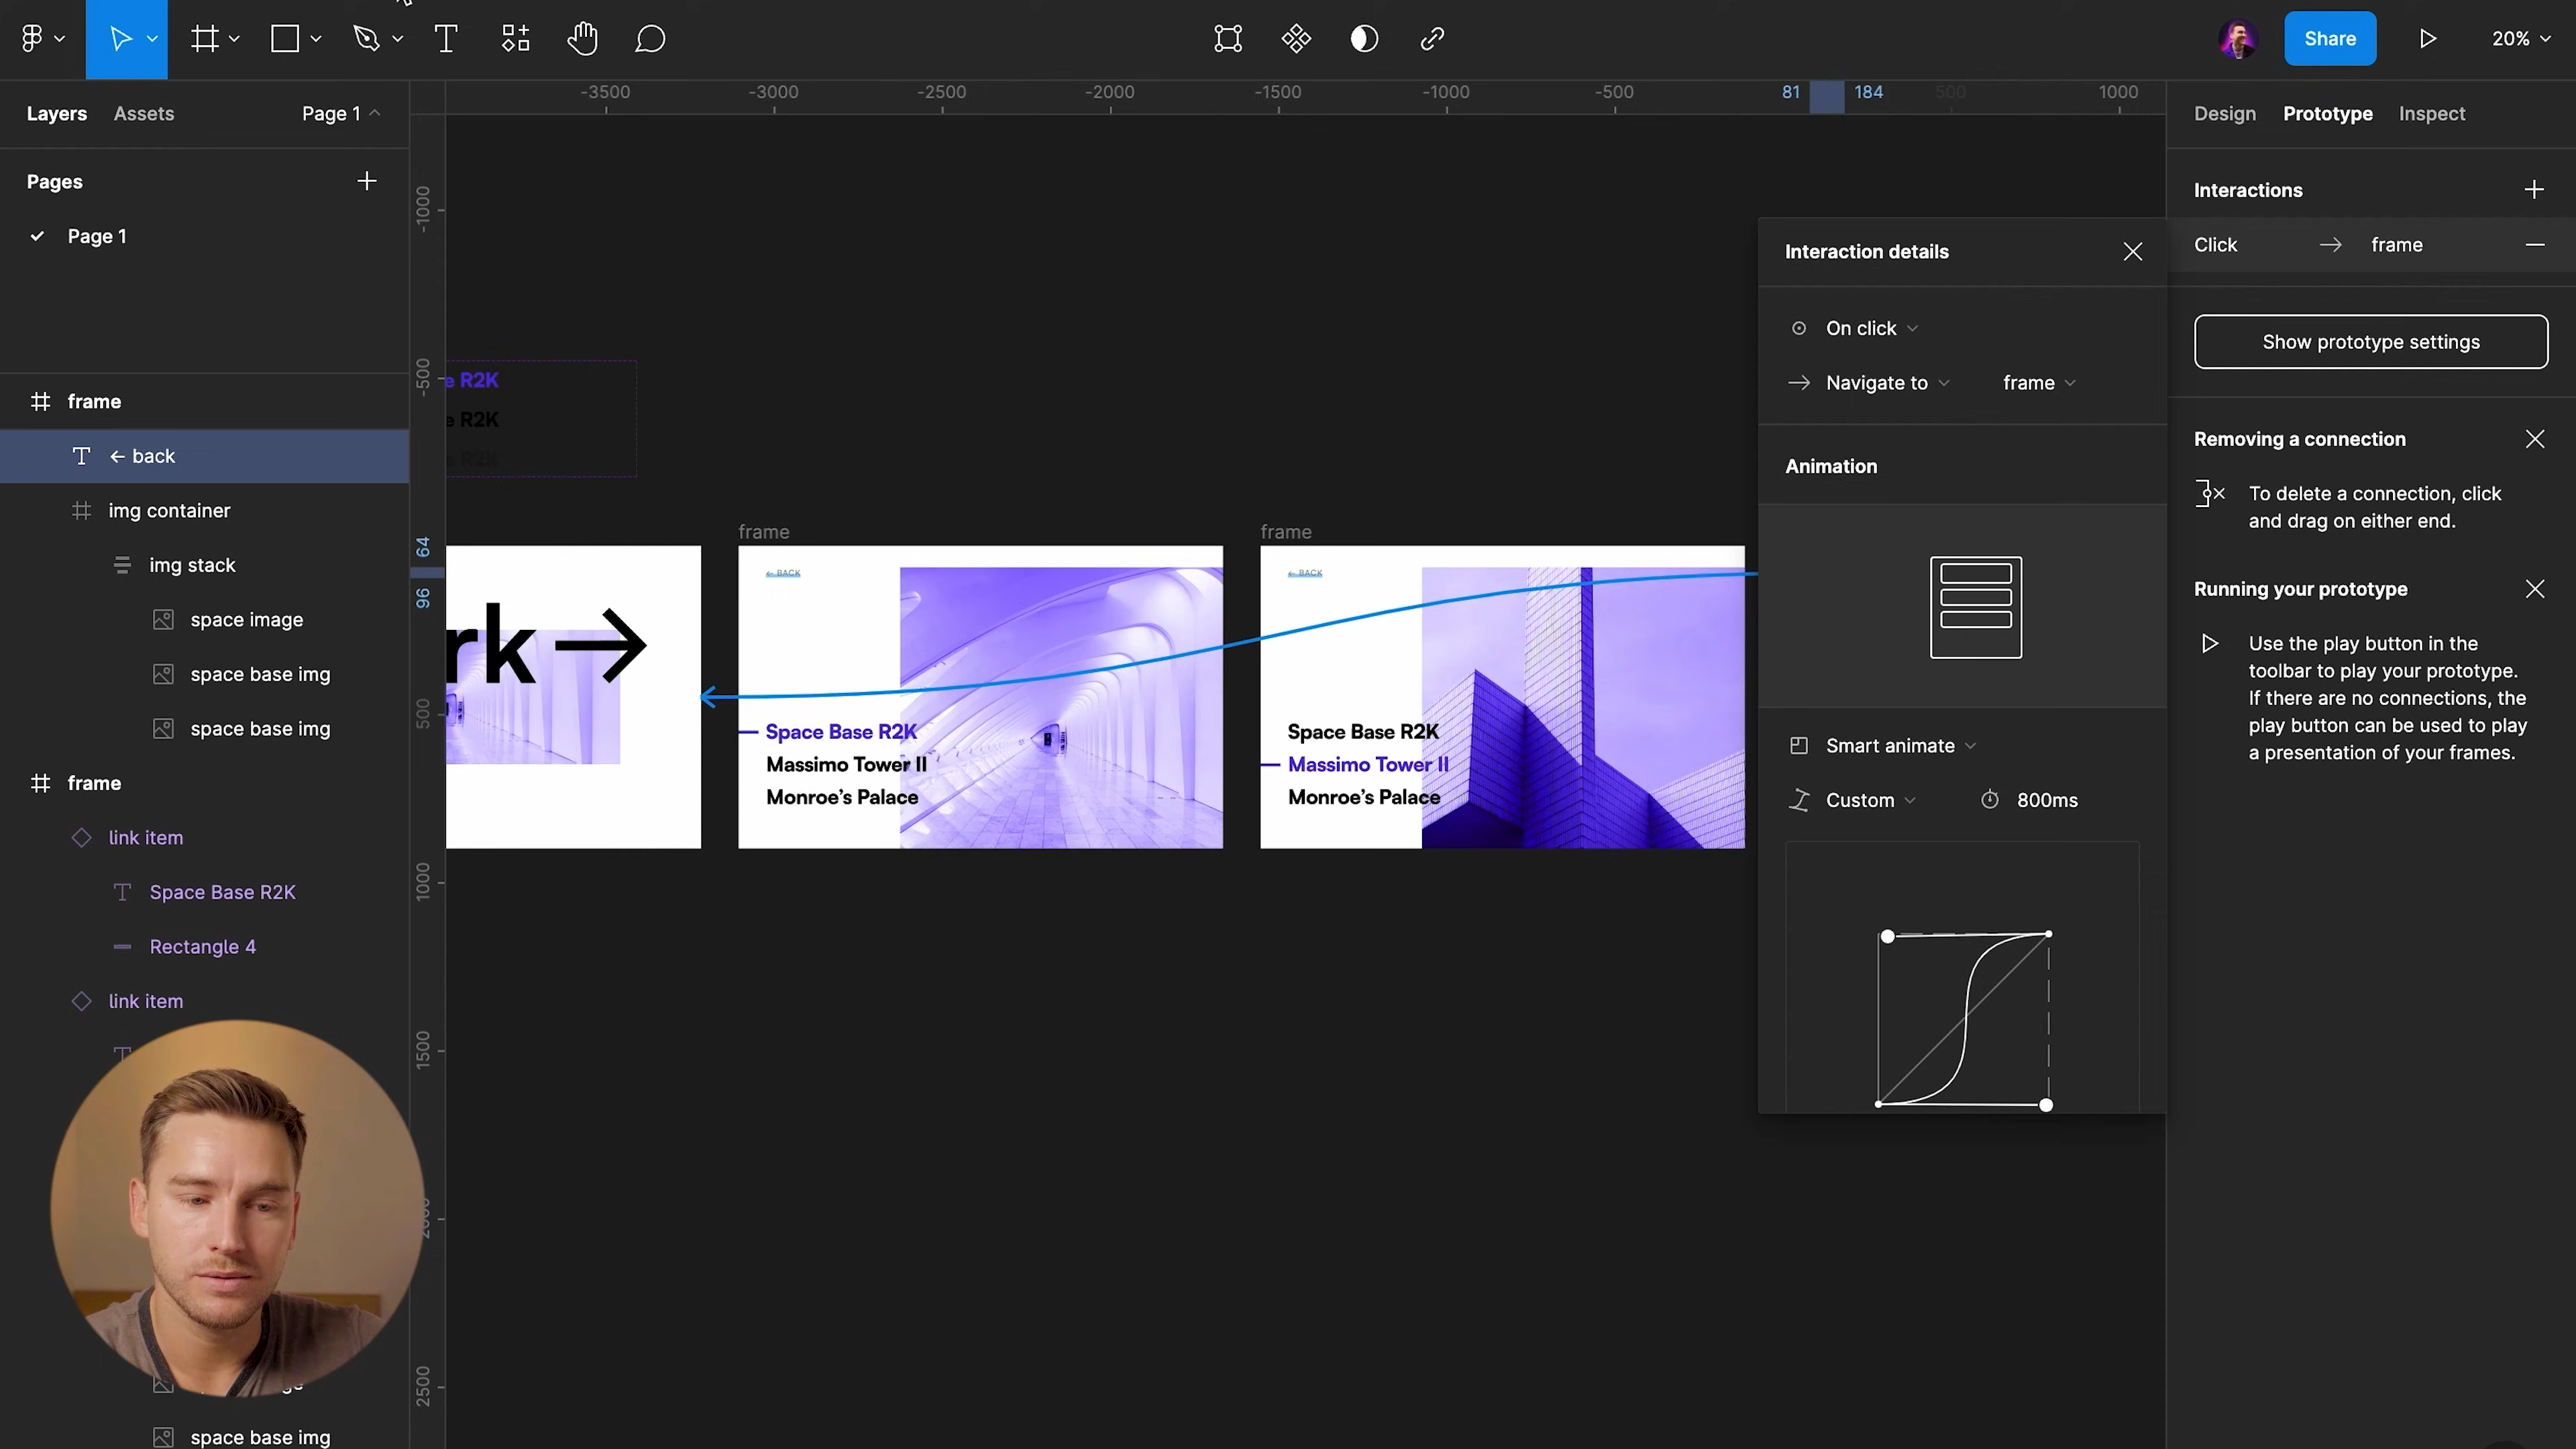 Share
20%
Layers
Assets
Page 1
-3500
-3000
-2500
-2000
-1500
-1000
-500
81
184
500
1000
Design
Prototype
Inspect
Pages
Page 1
Interactions
Click
frame
Show prototype settings
Removing a connection
To delete a connection, click
and drag on either end.
Running your prototype
Use the play button in the
toolbar to play your prototype.
If there are no connections, the
play button can be used to play
a presentation of your frames.
Interaction details
On click
Navigate to
frame
Animation
Smart animate
Custom
800ms
frame
← back
img container
img stack
space image
space base img
space base img
frame
link item
Space Base R2K
Rectangle 4
link item
space base img
-1000
-500
64
96
500
1000
1500
2500
e R2K
e R2K
e R2k
rk →
frame
← BACK
Space Base R2K
Massimo Tower II
Monroe’s Palace
frame
← BACK
Space Base R2K
Massimo Tower II
Monroe’s Palace